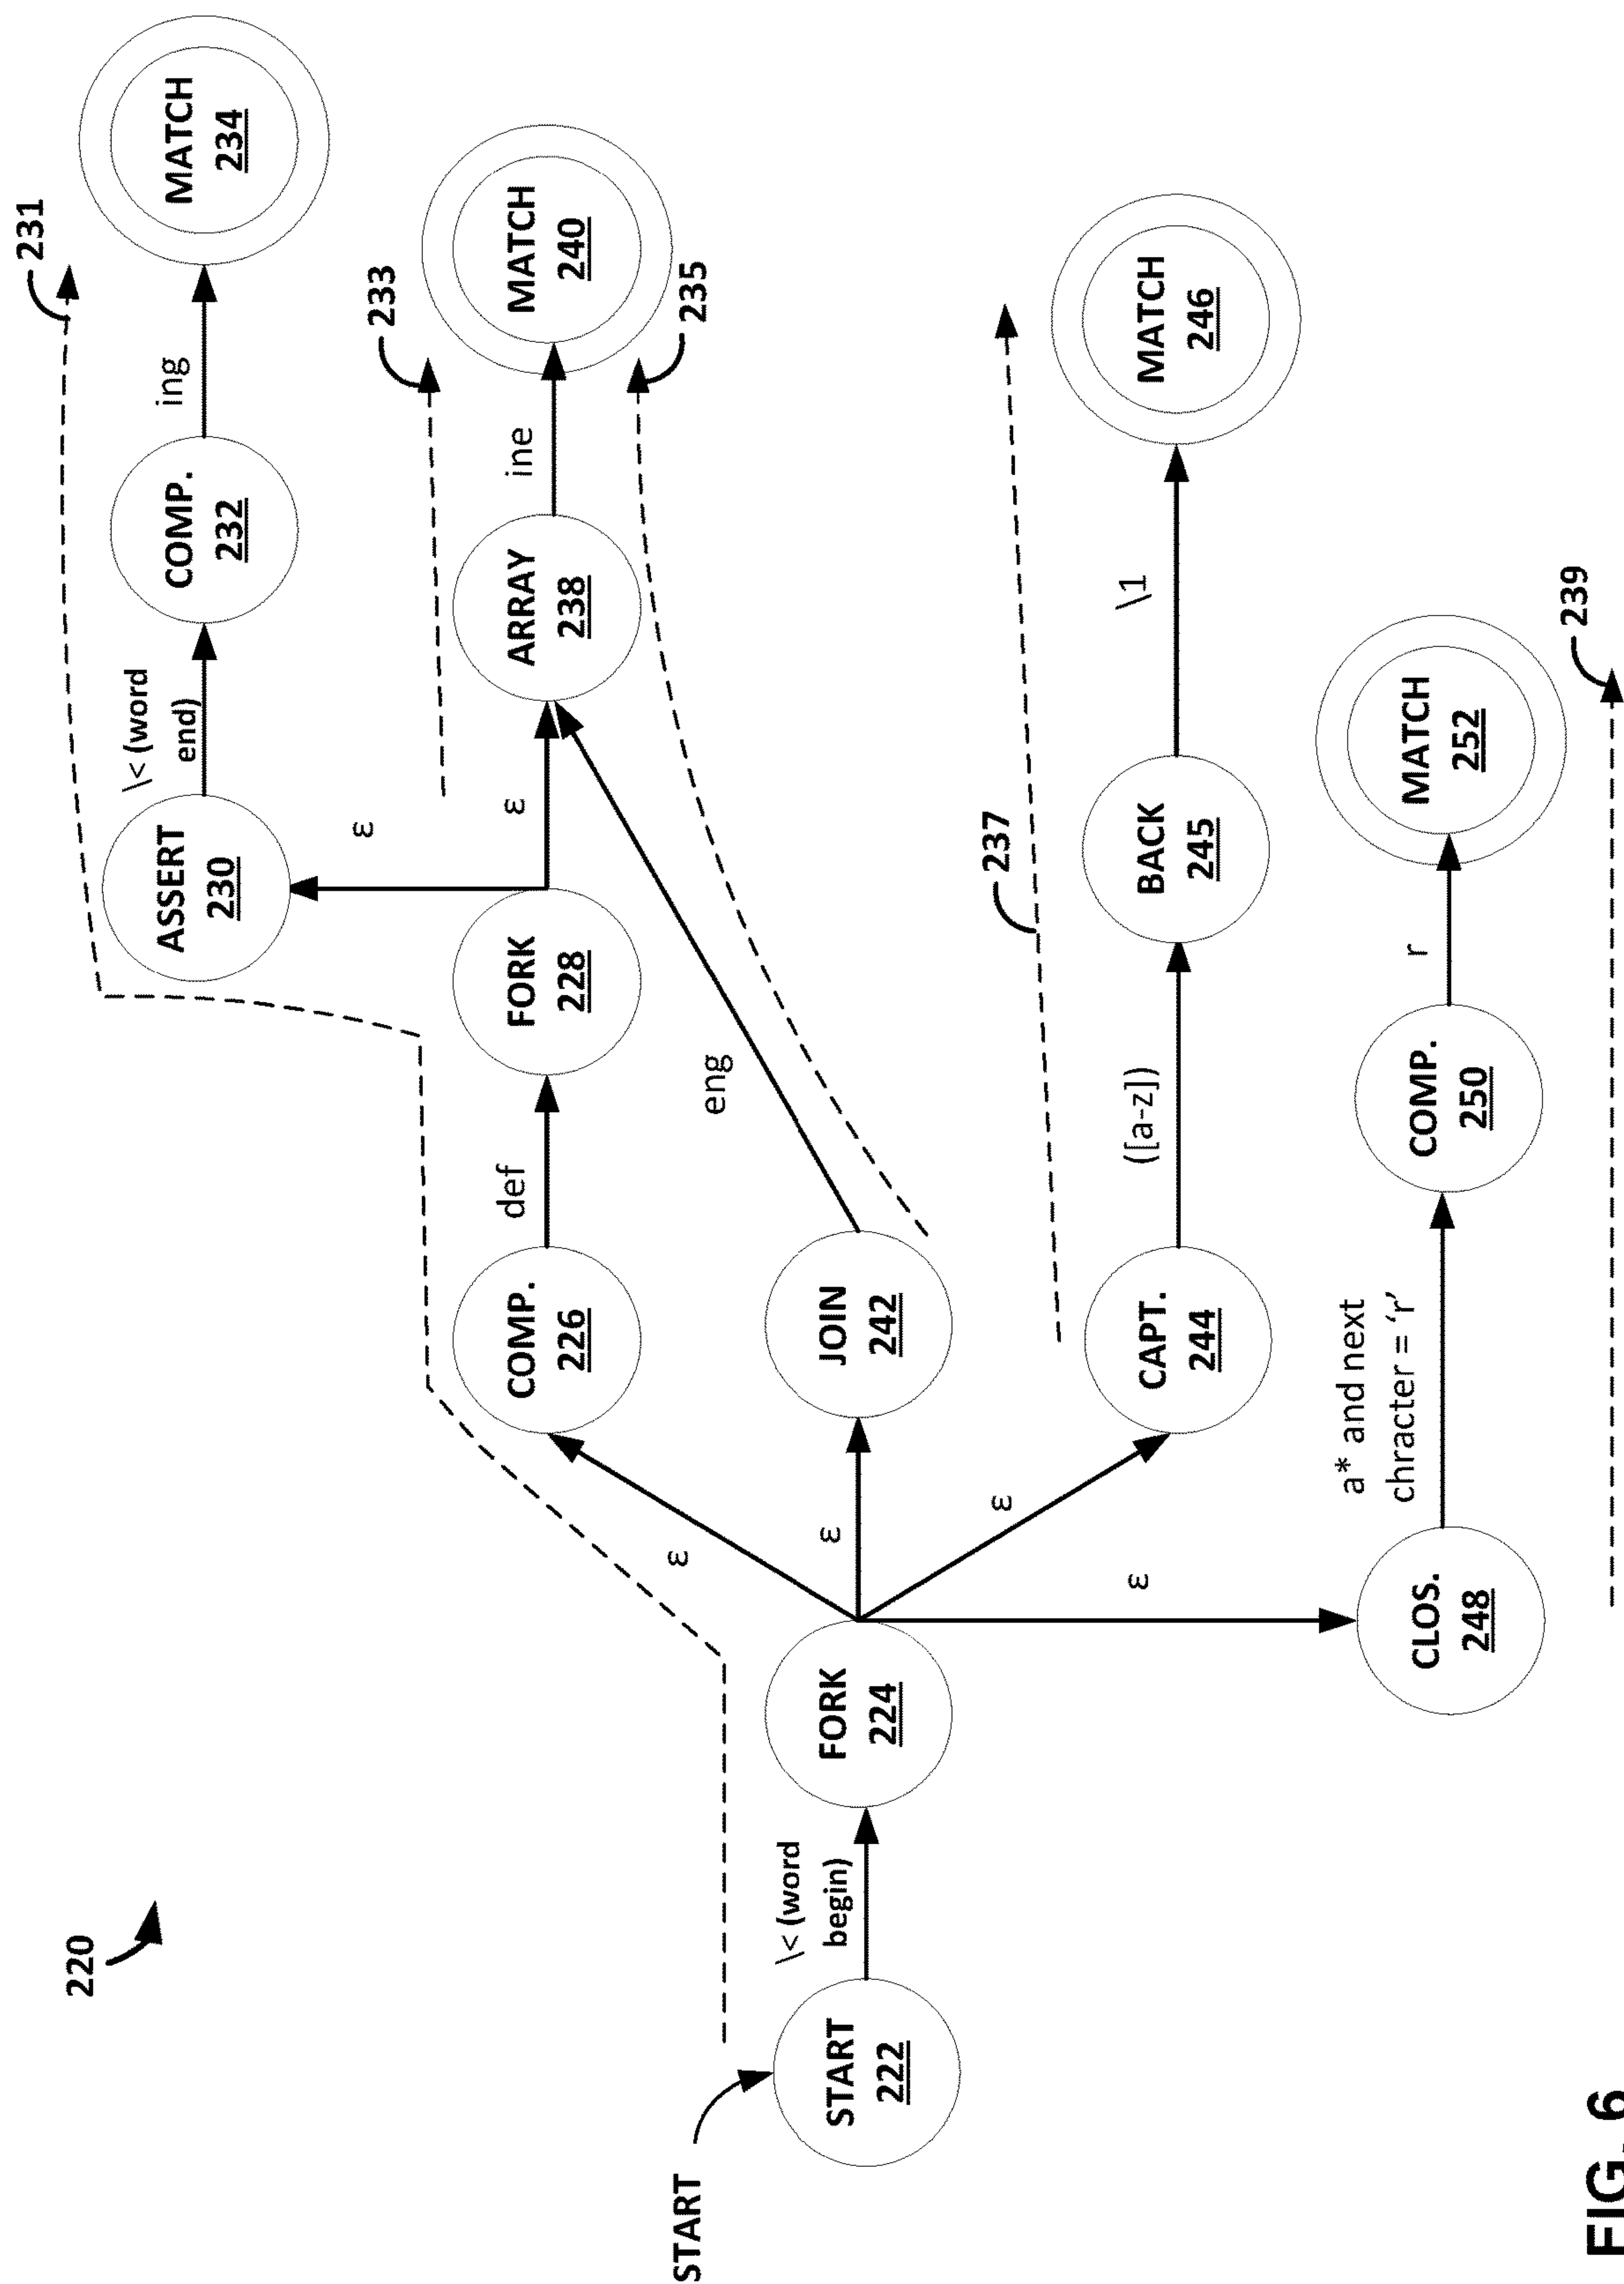 220
START
START
222
\< (word
begin)
FORK
224
ε
ε
ε
ε
COMP.
226
def
FORK
228
ε
ε
ASSERT
230
\< (word
end)
COMP.
232
ing
MATCH
234
231
233
ARRAY
238
ine
MATCH
240
235
JOIN
242
eng
CAPT.
244
([a-z])
BACK
245
\1
MATCH
246
237
CLOS.
248
a* and next
chracter = ‘r’
COMP.
250
r
MATCH
252
239
FIG. 6